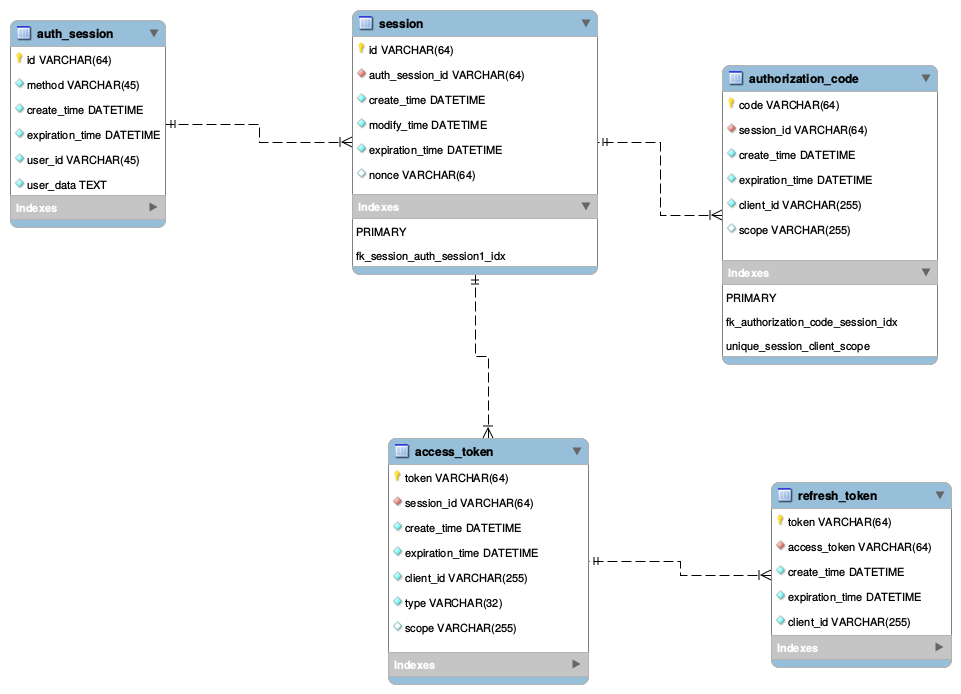 auth_session
id VARCHAR(64)
method VARCHAR(45)
create_time DATETIME
expiration_time DATETIME
user_id VARCHAR(45)
user_data TEXT
Indexes
session
id VARCHAR(64)
auth_session_id VARCHAR(64)
create_time DATETIME
modify_time DATETIME
expiration_time DATETIME
nonce VARCHAR(64)
Indexes
PRIMARY
fk_session_auth_session1_idx
authorization_code
code VARCHAR(64)
session_id VARCHAR(64)
create_time DATETIME
expiration_time DATETIME
client_id VARCHAR(255)
scope VARCHAR(255)
Indexes
PRIMARY
fk_authorization_code_session_idx
unique_session_client_scope
access_token
token VARCHAR(64)
session_id VARCHAR(64)
create_time DATETIME
expiration_time DATETIME
client_id VARCHAR(255)
type VARCHAR(32)
scope VARCHAR(255)
Indexes
refresh_token
token VARCHAR(64)
access_token VARCHAR(64)
create_time DATETIME
expiration_time DATETIME
client_id VARCHAR(255)
Indexes